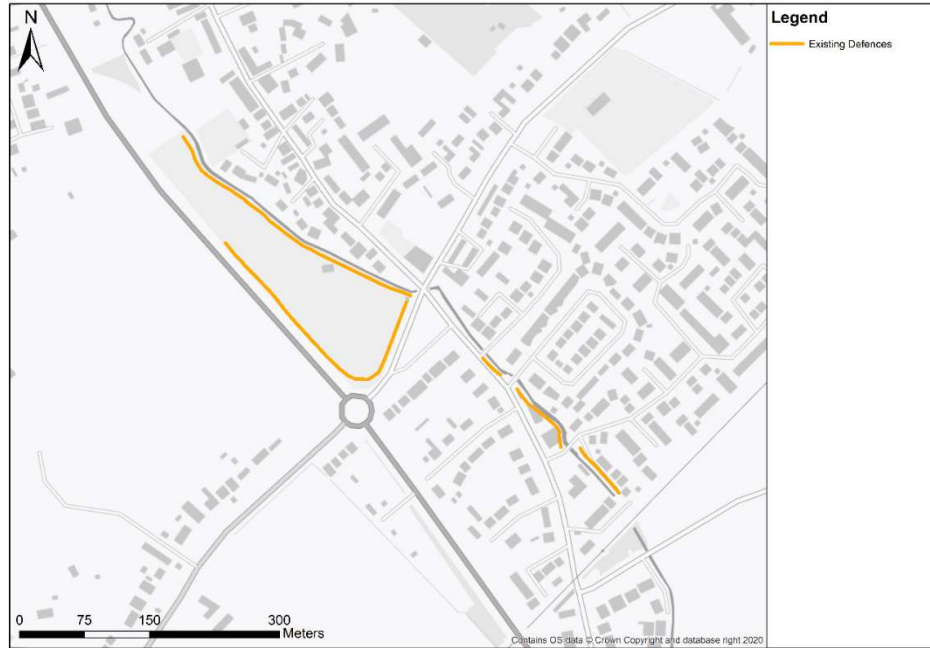 N
Legend
Existing Defences
0 75 150 300
Meters
Contains OS data © Crown Copyright and database right 2020